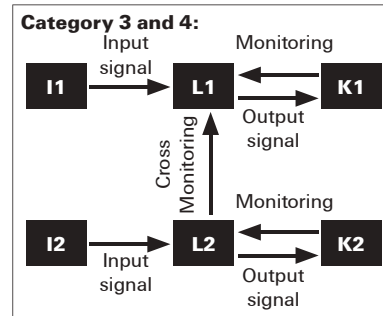 Category 3 and 4:
Input
signal
Monitoring
I1
L1
K1
Output
signal
Cross
Monitoring
Monitoring
I2
L2
K2
Input
signal
Output
signal